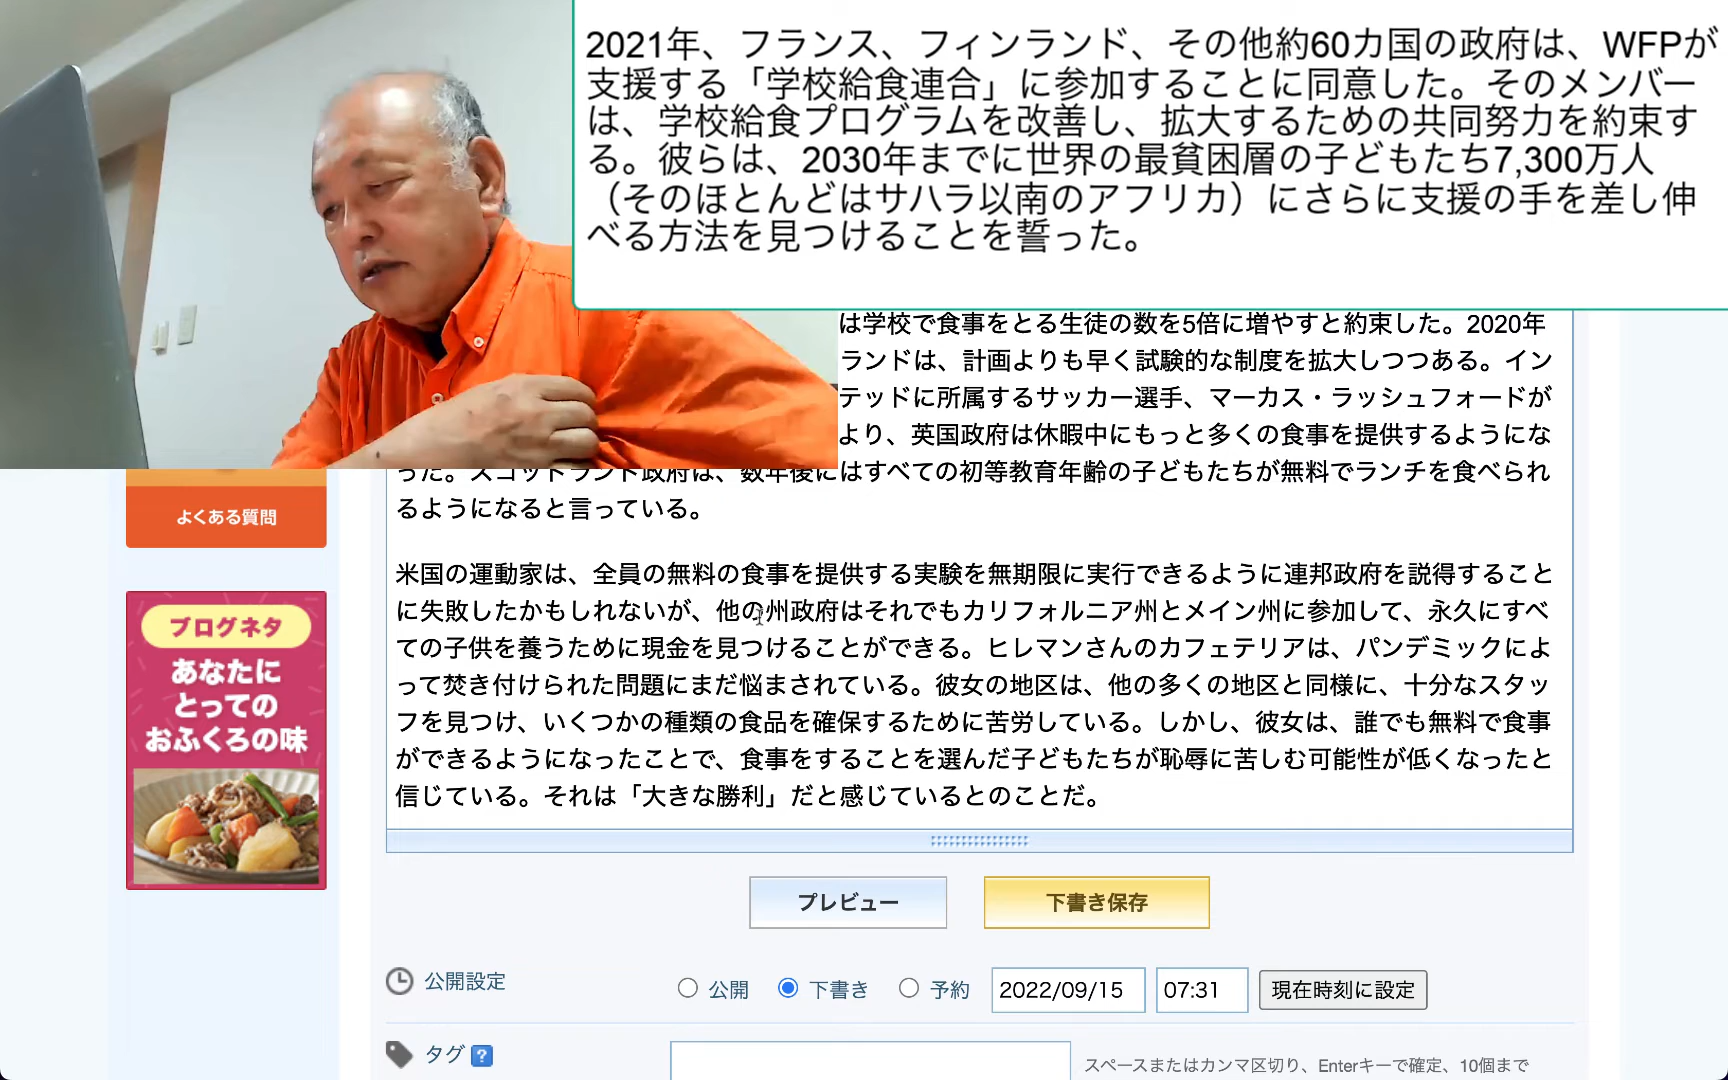 2021年、フランス、フィンランド、その他約60カ国の政府は、WFPが
支援する「学校給食連合」に参加することに同意した。そのメンバー
は、学校給食プログラムを改善し、拡大するための共同努力を約束す
る。彼らは、2030年までに世界の最貧困層の子どもたち7,300万人
（そのほとんどはサハラ以南のアフリカ）にさらに支援の手を差し伸
べる方法を見つけることを誓った。
は学校で食事をとる生徒の数を5倍に増やすと約束した。2020年
ランドは、計画よりも早く試験的な制度を拡大しつつある。イン
テッドに所属するサッカー選手、マーカス・ラッシュフォードが
より、英国政府は休暇中にもっと多くの食事を提供するようにな
った。スコットランド政府は、数年後にはすべての初等教育年齢の子どもたちが無料でランチを食べられ
るようになると言っている。
米国の運動家は、全員の無料の食事を提供する実験を無期限に実行できるように連邦政府を説得すること
に失敗したかもしれないが、他の州政府はそれでもカリフォルニア州とメイン州に参加して、永久にすべ
ての子供を養うために現金を見つけることができる。ヒレマンさんのカフェテリアは、パンデミックによ
って焚き付けられた問題にまだ悩まされている。彼女の地区は、他の多くの地区と同様に、十分なスタッ
フを見つけ、いくつかの種類の食品を確保するために苦労している。しかし、彼女は、誰でも無料で食事
ができるようになったことで、食事をすることを選んだ子どもたちが恥辱に苦しむ可能性が低くなったと
信じている。それは「大きな勝利」だと感じているとのことだ。
よくある質問
ブログネタ
あなたに
とっての
おふくろの味
プレビュー
下書き保存
公開設定
公開 下書き 予約 2022/09/15 07:31 現在時刻に設定
タグ ?
スペースまたはカンマ区切り、Enterキーで確定、10個まで